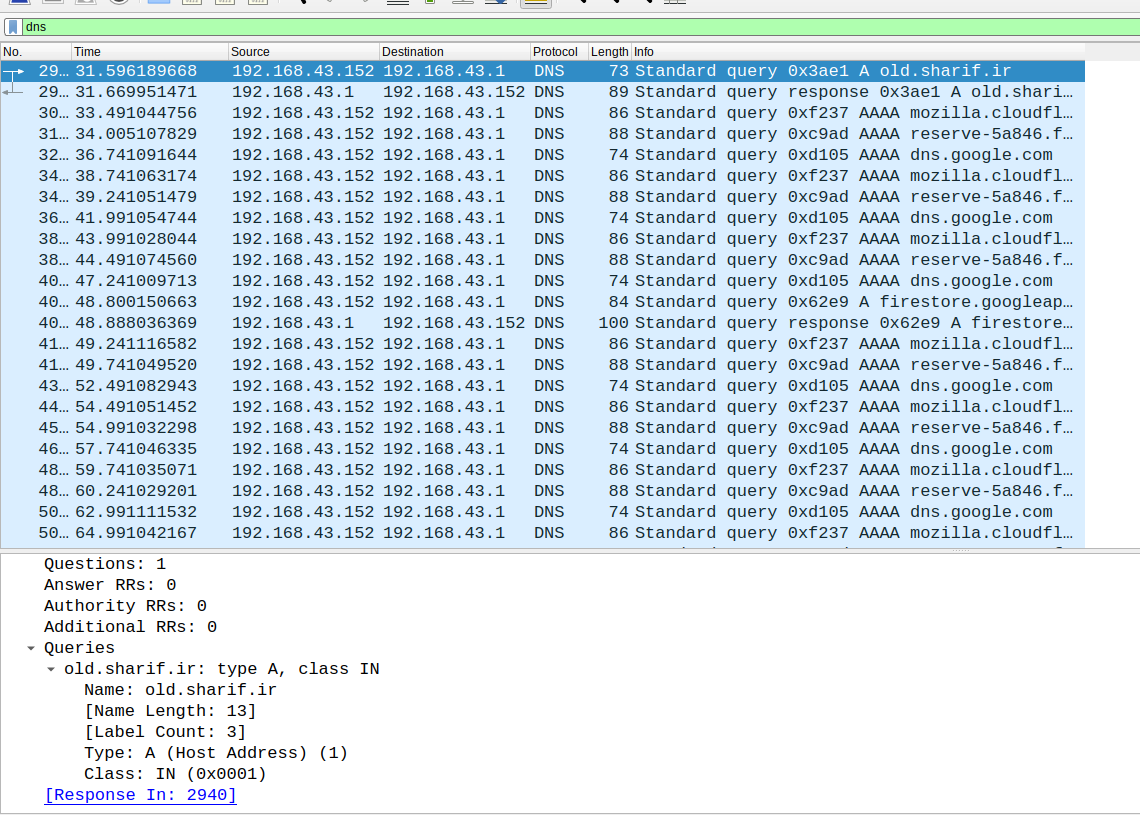 dns
No. Time Source Destination Protocol Length Info
29… 31.596189668 192.168.43.152 192.168.43.1 DNS 73 Standard query 0x3ae1 A old.sharif.ir
29… 31.669951471 192.168.43.1 192.168.43.152 DNS 89 Standard query response 0x3ae1 A old.shari…
30… 33.491044756 192.168.43.152 192.168.43.1 DNS 86 Standard query 0xf237 AAAA mozilla.cloudfl…
31… 34.005107829 192.168.43.152 192.168.43.1 DNS 88 Standard query 0xc9ad AAAA reserve-5a846.f…
32… 36.741091644 192.168.43.152 192.168.43.1 DNS 74 Standard query 0xd105 AAAA dns.google.com
34… 38.741063174 192.168.43.152 192.168.43.1 DNS 86 Standard query 0xf237 AAAA mozilla.cloudfl…
34… 39.241051479 192.168.43.152 192.168.43.1 DNS 88 Standard query 0xc9ad AAAA reserve-5a846.f…
36… 41.991054744 192.168.43.152 192.168.43.1 DNS 74 Standard query 0xd105 AAAA dns.google.com
38… 43.991028044 192.168.43.152 192.168.43.1 DNS 86 Standard query 0xf237 AAAA mozilla.cloudfl…
38… 44.491074560 192.168.43.152 192.168.43.1 DNS 88 Standard query 0xc9ad AAAA reserve-5a846.f…
40… 47.241009713 192.168.43.152 192.168.43.1 DNS 74 Standard query 0xd105 AAAA dns.google.com
40… 48.800150663 192.168.43.152 192.168.43.1 DNS 84 Standard query 0x62e9 A firestore.googleap…
40… 48.888036369 192.168.43.1 192.168.43.152 DNS 100 Standard query response 0x62e9 A firestore…
41… 49.241116582 192.168.43.152 192.168.43.1 DNS 86 Standard query 0xf237 AAAA mozilla.cloudfl…
41… 49.741049520 192.168.43.152 192.168.43.1 DNS 88 Standard query 0xc9ad AAAA reserve-5a846.f…
43… 52.491082943 192.168.43.152 192.168.43.1 DNS 74 Standard query 0xd105 AAAA dns.google.com
44… 54.491051452 192.168.43.152 192.168.43.1 DNS 86 Standard query 0xf237 AAAA mozilla.cloudfl…
45… 54.991032298 192.168.43.152 192.168.43.1 DNS 88 Standard query 0xc9ad AAAA reserve-5a846.f…
46… 57.741046335 192.168.43.152 192.168.43.1 DNS 74 Standard query 0xd105 AAAA dns.google.com
48… 59.741035071 192.168.43.152 192.168.43.1 DNS 86 Standard query 0xf237 AAAA mozilla.cloudfl…
48… 60.241029201 192.168.43.152 192.168.43.1 DNS 88 Standard query 0xc9ad AAAA reserve-5a846.f…
50… 62.991111532 192.168.43.152 192.168.43.1 DNS 74 Standard query 0xd105 AAAA dns.google.com
50… 64.991042167 192.168.43.152 192.168.43.1 DNS 86 Standard query 0xf237 AAAA mozilla.cloudfl…
Questions: 1
Answer RRs: 0
Authority RRs: 0
Additional RRs: 0
Queries
old.sharif.ir: type A, class IN
Name: old.sharif.ir
[Name Length: 13]
[Label Count: 3]
Type: A (Host Address) (1)
Class: IN (0x0001)
[Response In: 2940]